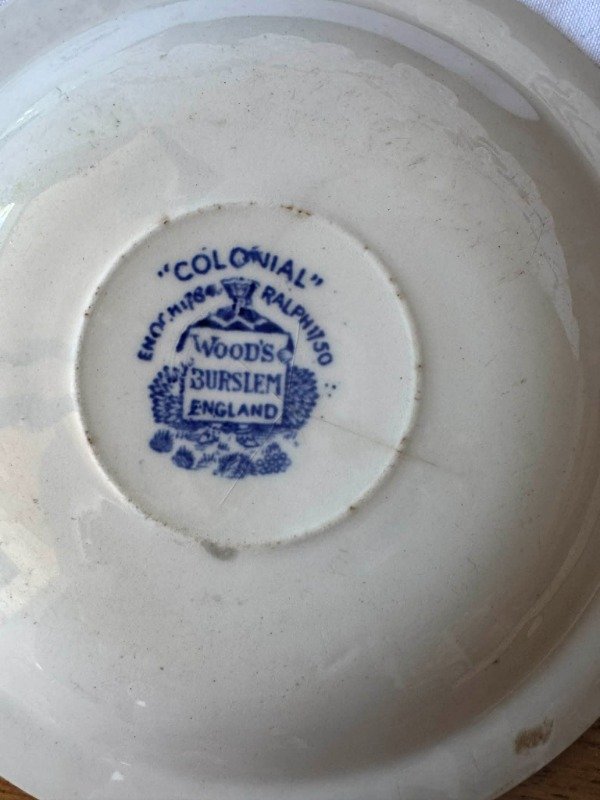 "COLONIAL"
ENOCH 1784 RALPH 1750
WOOD'S
BURSLEM
ENGLAND